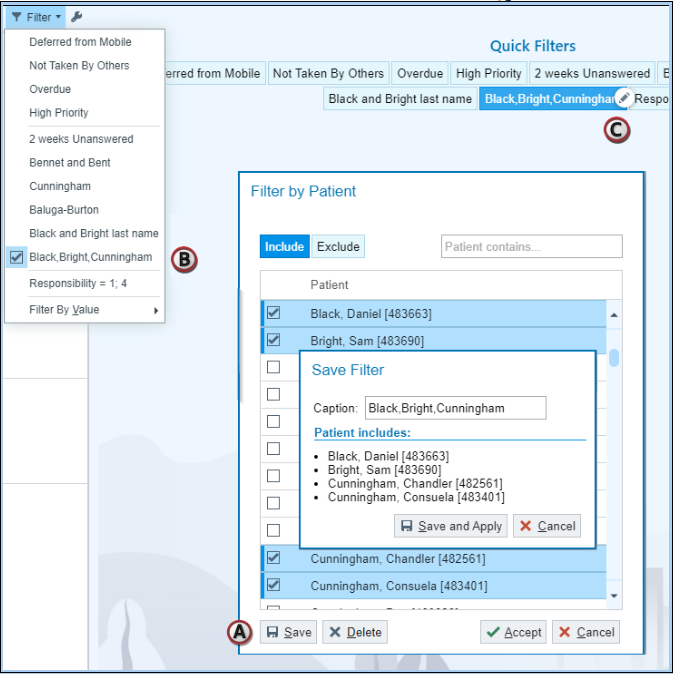 Filter
Deferred from Mobile
Not Taken By Others
Overdue
High Priority
2 weeks Unanswered
Bennet and Bent
Cunningham
Baluga-Burton
Black and Bright last name
Black,Bright,Cunningham
Responsibility = 1; 4
Filter By Value
B
Quick Filters
erred from Mobile Not Taken By Others Overdue High Priority 2 weeks Unanswered B
Black and Bright last name Black,Bright,Cunningha Respo
C
Filter by Patient
Include Exclude Patient contains...
Patient
Black, Daniel [483663]
Bright, Sam [483690]
Save Filter
Caption: Black,Bright,Cunningham
Patient includes:
• Black, Daniel [483663]
• Bright, Sam [483690]
• Cunningham, Chandler [482561]
• Cunningham, Consuela [483401]
Save and Apply Cancel
Cunningham, Chandler [482561]
Cunningham, Consuela [483401]
A Save Delete Accept Cancel